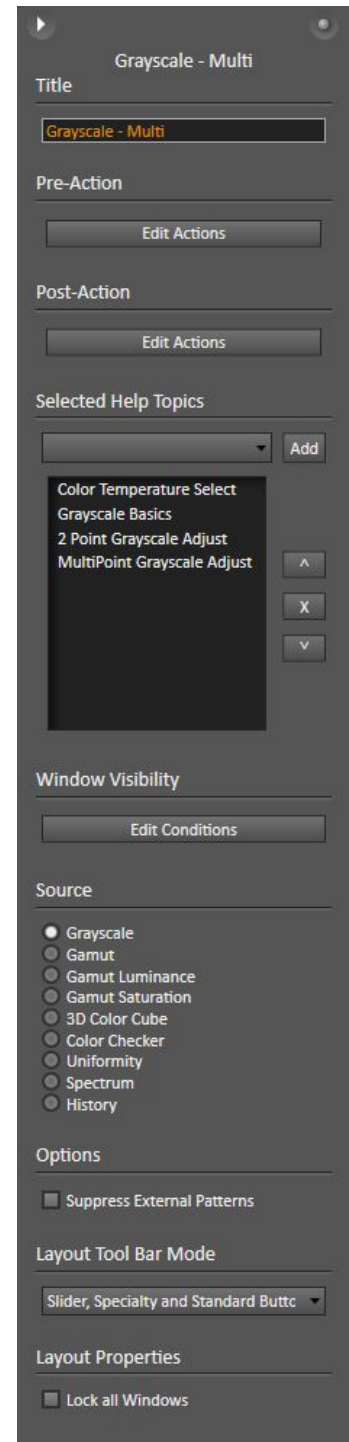 Grayscale - Multi
Title
Grayscale - Multi
Pre-Action
Edit Actions
Post-Action
Edit Actions
Selected Help Topics
Add
Color Temperature Select
Grayscale Basics
2 Point Grayscale Adjust
MultiPoint Grayscale Adjust
^
X
v
Window Visibility
Edit Conditions
Source
Grayscale
Gamut
Gamut Luminance
Gamut Saturation
3D Color Cube
Color Checker
Uniformity
Spectrum
History
Options
Suppress External Patterns
Layout Tool Bar Mode
Slider, Specialty and Standard Buttc
Layout Properties
Lock all Windows